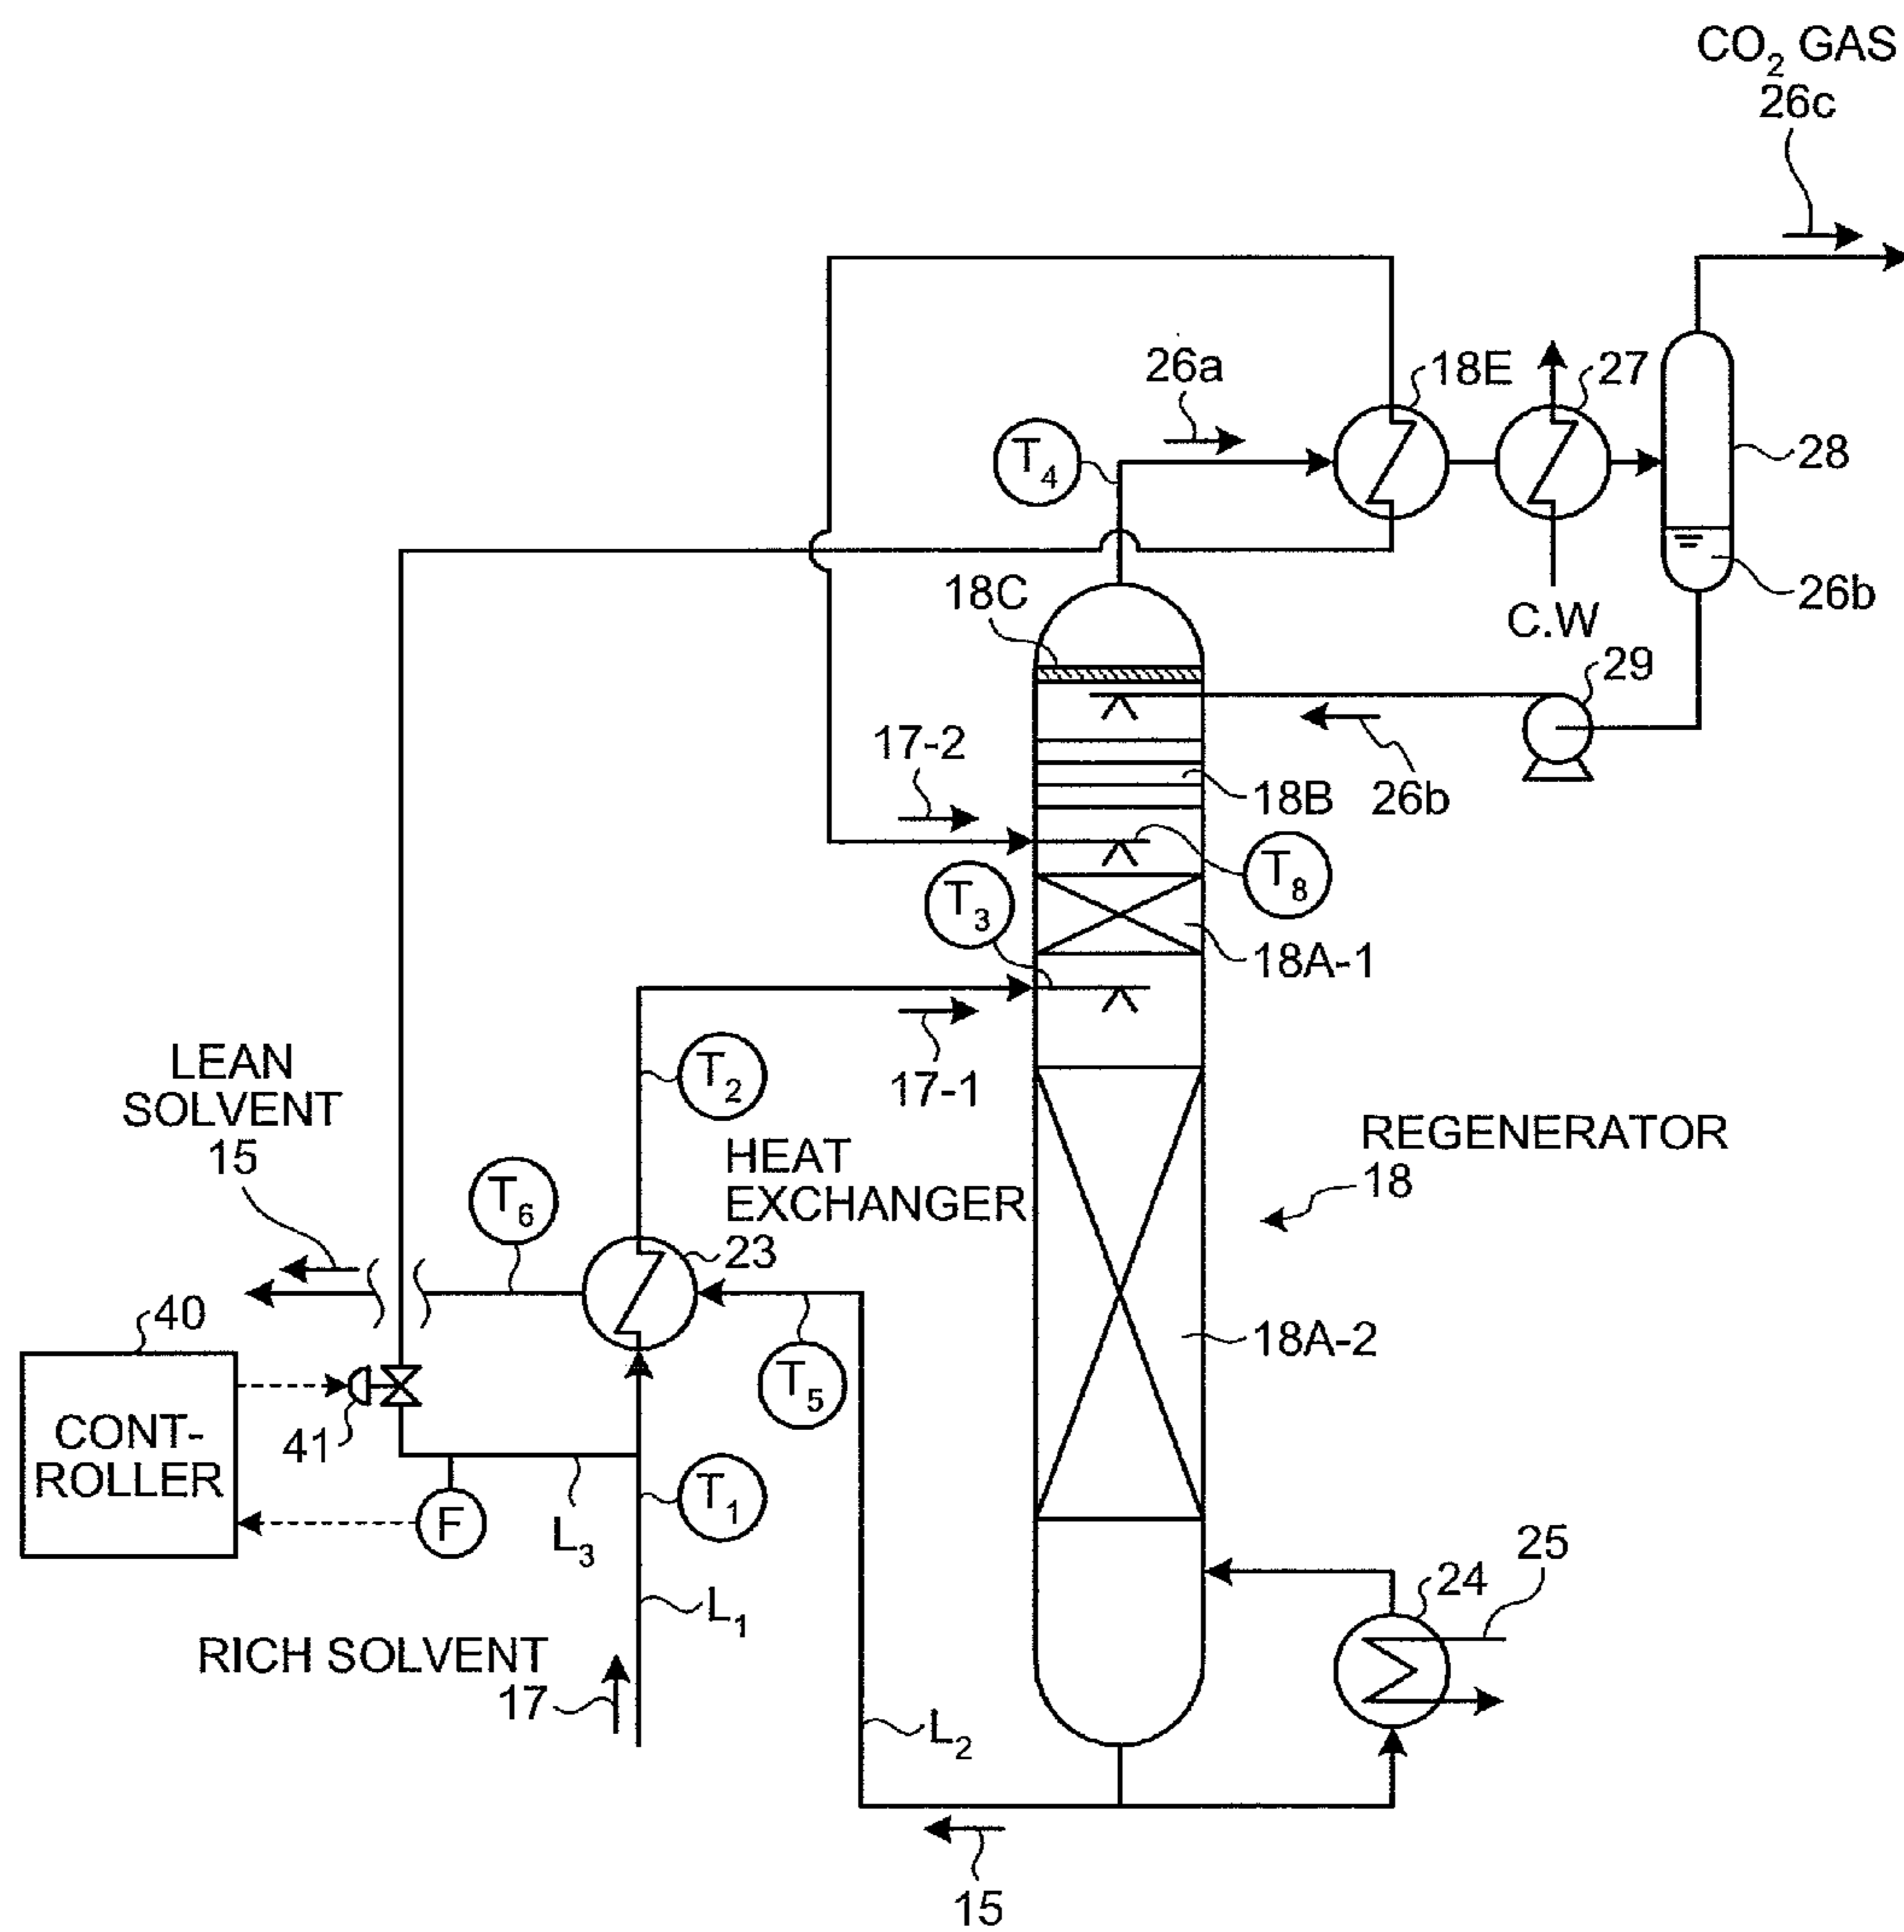 CO₂ GAS
26c
26a
18E
27
T₄
28
18C
26b
C.W
29
17-2
18B
26b
T₈
T₃
18A-1
17-1
T₂
LEAN
SOLVENT
15
HEAT
EXCHANGER
23
REGENERATOR
18
T₆
40
18A-2
T₅
CONT-
ROLLER
41
T₁
F
L₃
25
24
L₁
RICH SOLVENT
17
L₂
15